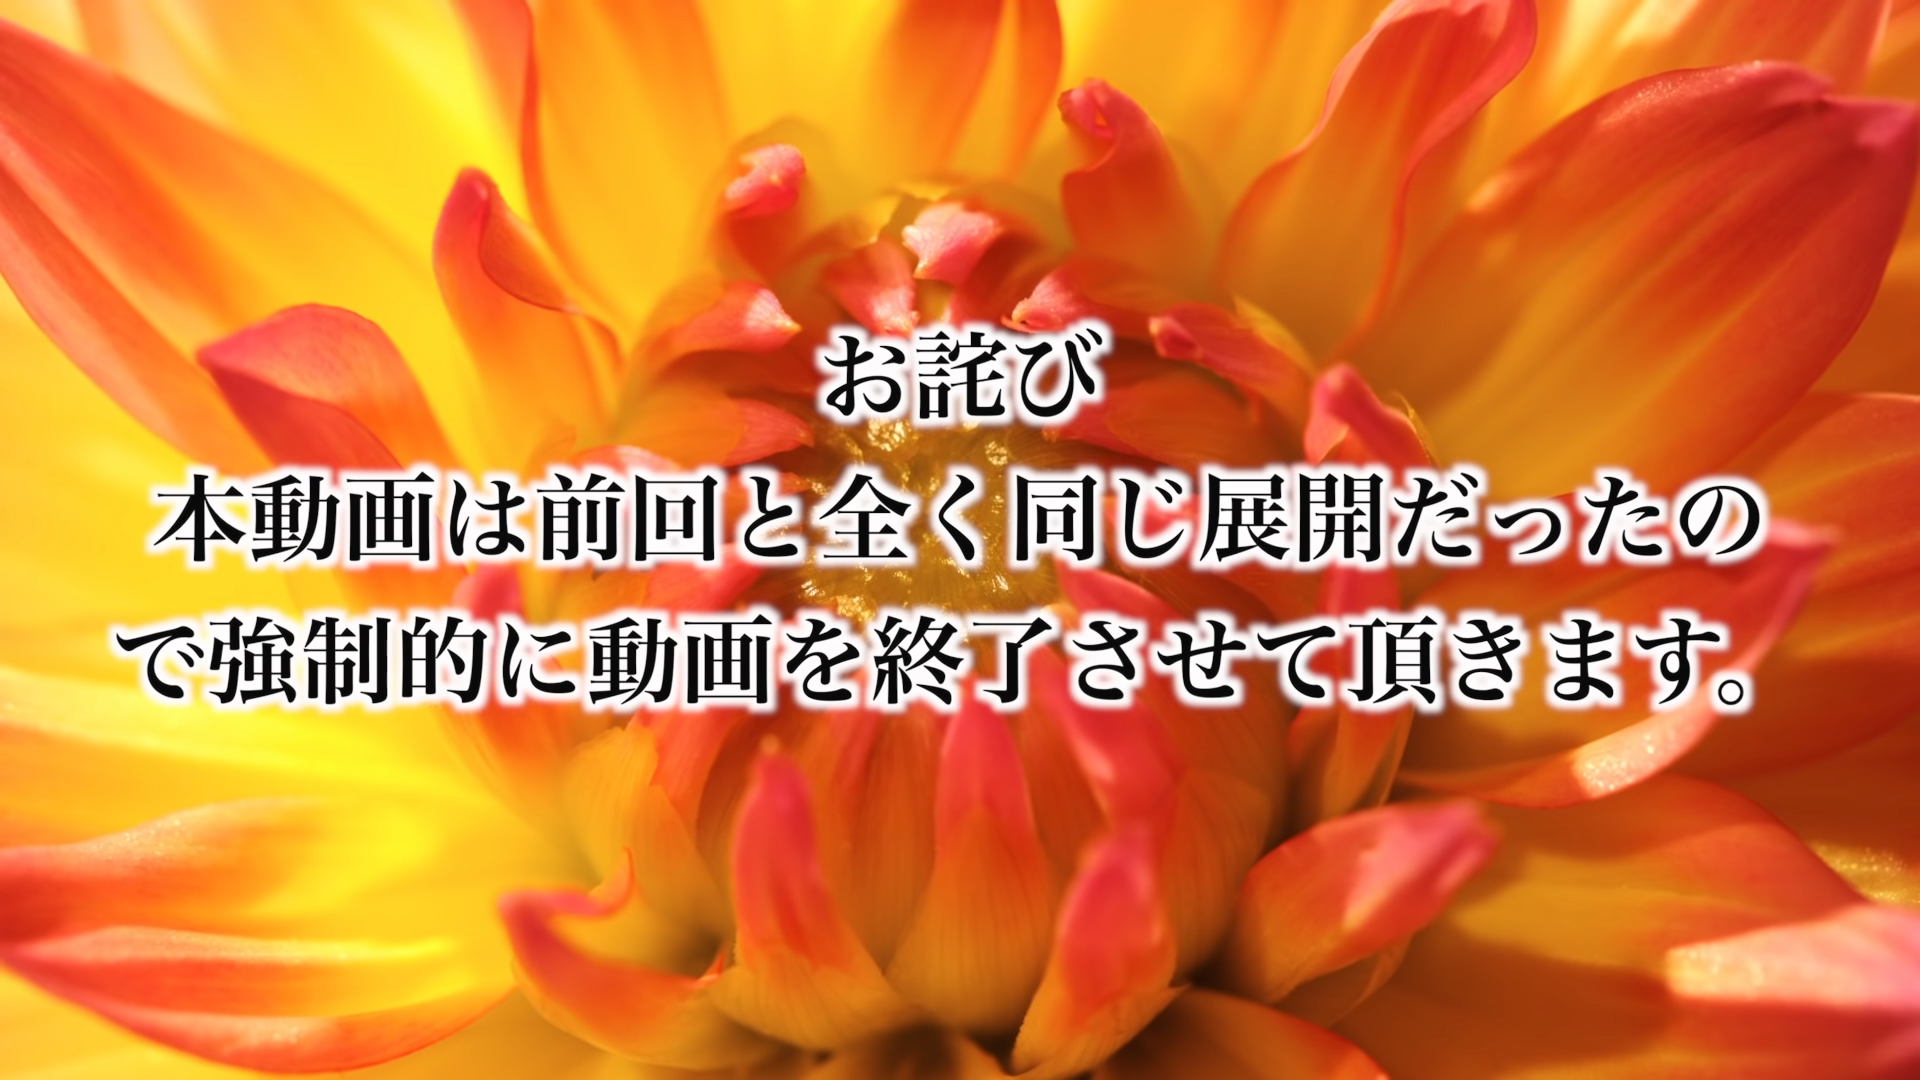 お詫び
本動画は前回と全く同じ展開だったの
で強制的に動画を終了させて頂きます。